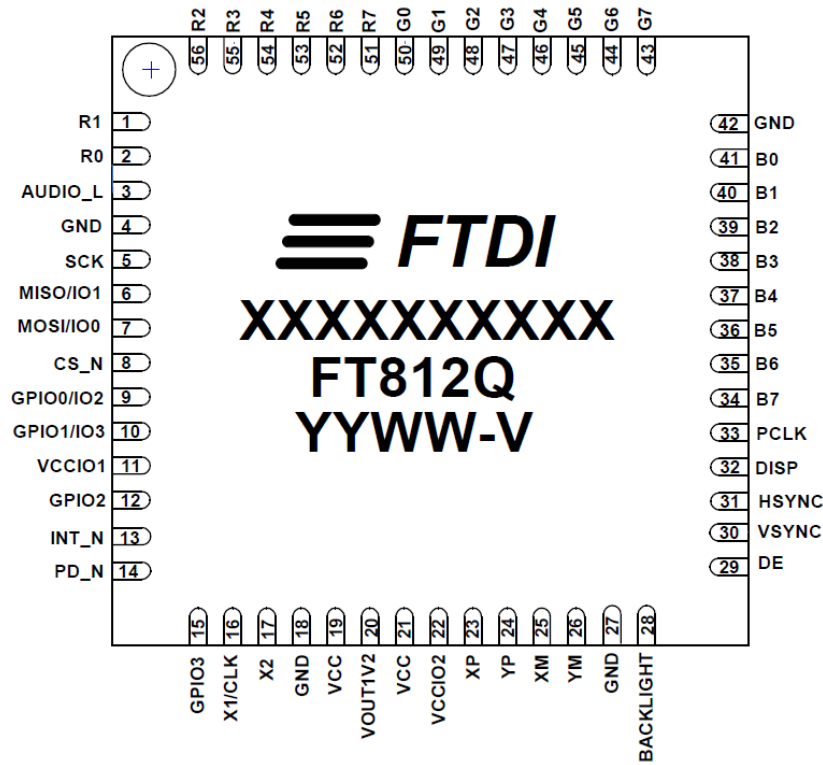 R2 R3 R4 R5 R6 R7 G0 G1 G2 G3 G4 G5 G6 G7
56 55 54 53 52 51 50 49 48 47 46 45 44 43
R1 1
R0 2
AUDIO_L 3
GND 4
SCK 5
MISO/IO1 6
MOSI/IO0 7
CS_N 8
GPIO0/IO2 9
GPIO1/IO3 10
VCCIO1 11
GPIO2 12
INT_N 13
PD_N 14
FTDI
XXXXXXXXXX
FT812Q
YYWW-V
42 GND
41 B0
40 B1
39 B2
38 B3
37 B4
36 B5
35 B6
34 B7
33 PCLK
32 DISP
31 HSYNC
30 VSYNC
29 DE
15 16 17 18 19 20 21 22 23 24 25 26 27 28
GPIO3 X1/CLK X2 GND VCC VOUT1V2 VCC VCCIO2 XP YP XM YM GND BACKLIGHT